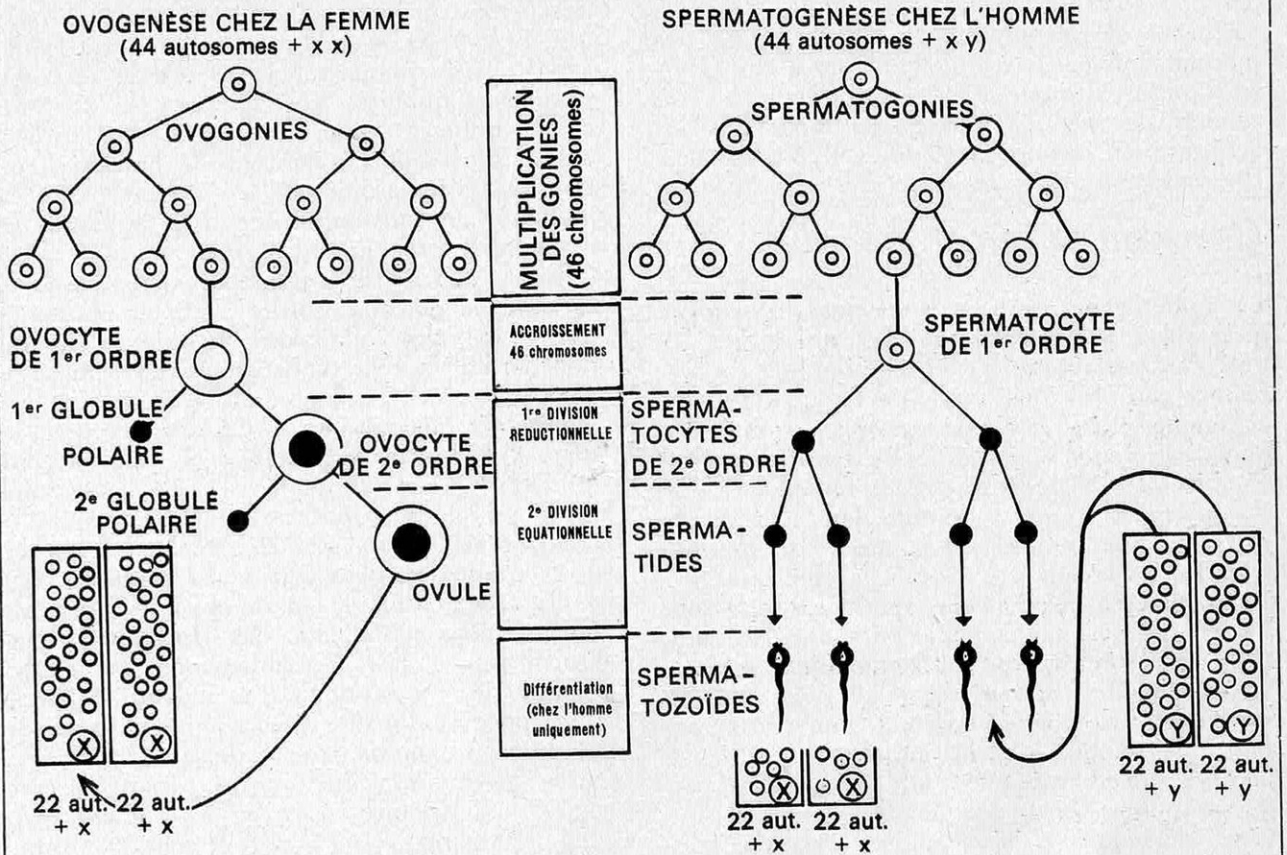 OVOGENÈSE CHEZ LA FEMME
(44 autosomes + x x)
OVOGONIES
OVOCYTE
DE 1er ORDRE
1er GLOBULE
POLAIRE
OVOCYTE
DE 2e ORDRE
2e GLOBULE
POLAIRE
OVULE
X
X
22 aut.
+ x
22 aut.
+ x
MULTIPLICATION
DES GONIES
(46 chromosomes)
ACCROISSEMENT
46 chromosomes
1re DIVISION
REDUCTIONNELLE
2e DIVISION
EQUATIONNELLE
Différentiation
(chez l'homme
uniquement)
SPERMATOGENÈSE CHEZ L'HOMME
(44 autosomes + x y)
SPERMATOGONIES
SPERMATOCYTE
DE 1er ORDRE
SPERMA-
TOCYTES
DE 2e ORDRE
SPERMA-
TIDES
SPERMA-
TOZOÏDES
X
X
22 aut.
+ x
22 aut.
+ x
Y
Y
22 aut.
+ y
22 aut.
+ y